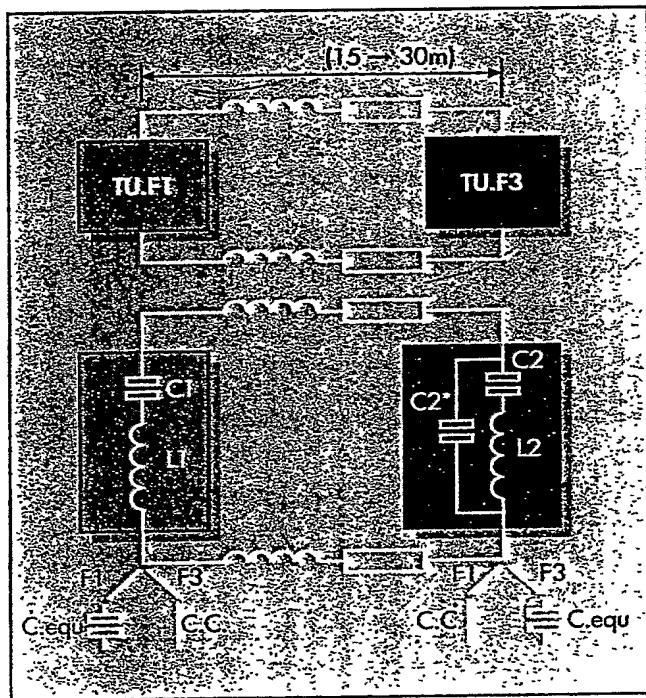 (15 → 30m)
TU.F1 TU.F3
C1 C2
C2*
L1 L2
F1 F3 F1 F3
C.equ C.C C.C C.equ